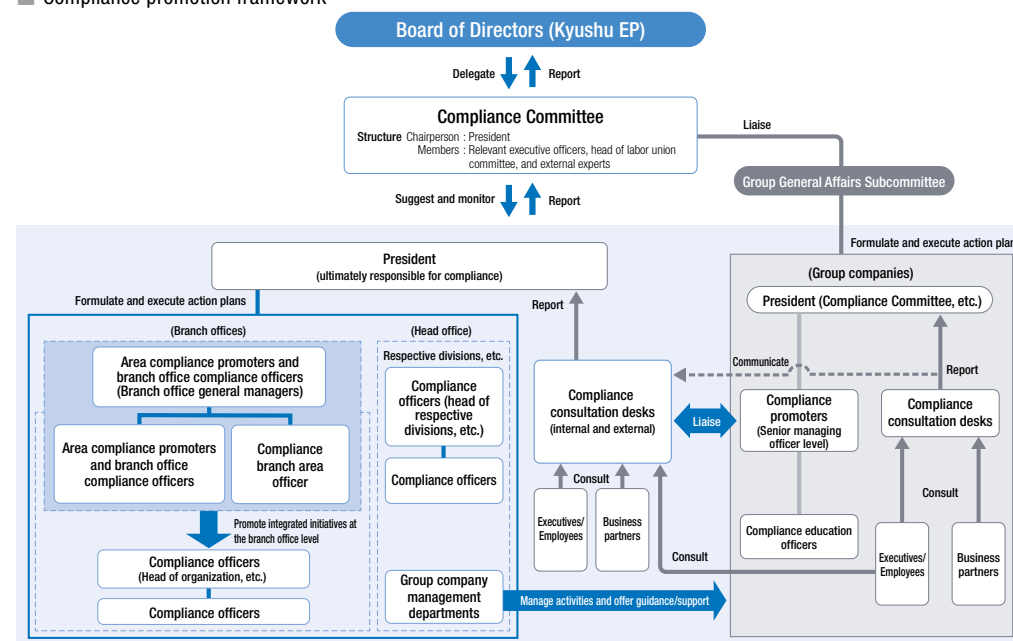 Compliance promotion framework
Board of Directors (Kyushu EP)
Delegate
Report
Compliance Committee
Structure Chairperson : President
Members : Relevant executive officers, head of labor union
committee, and external experts
Liaise
Group General Affairs Subcommittee
Suggest and monitor
Report
President
(ultimately responsible for compliance)
Formulate and execute action plans
(Branch offices)
Area compliance promoters and
branch office compliance officers
(Branch office general managers)
Area compliance promoters
and branch office
compliance officers
Compliance
branch area
officer
Promote integrated initiatives at
the branch office level
Compliance officers
(Head of organization, etc.)
Compliance officers
(Head office)
Respective divisions, etc.
Compliance
officers (head of
respective
divisions, etc.)
Compliance officers
Group company
management
departments
Manage activities and offer guidance/support
Report
Compliance
consultation desks
(internal and external)
Consult
Executives/
Employees
Business
partners
Liaise
Communicate
Consult
Formulate and execute action plan
(Group companies)
President (Compliance Committee, etc.)
Report
Compliance
promoters
(Senior managing
officer level)
Compliance
consultation desks
Consult
Compliance education
officers
Executives/
Employees
Business
partners